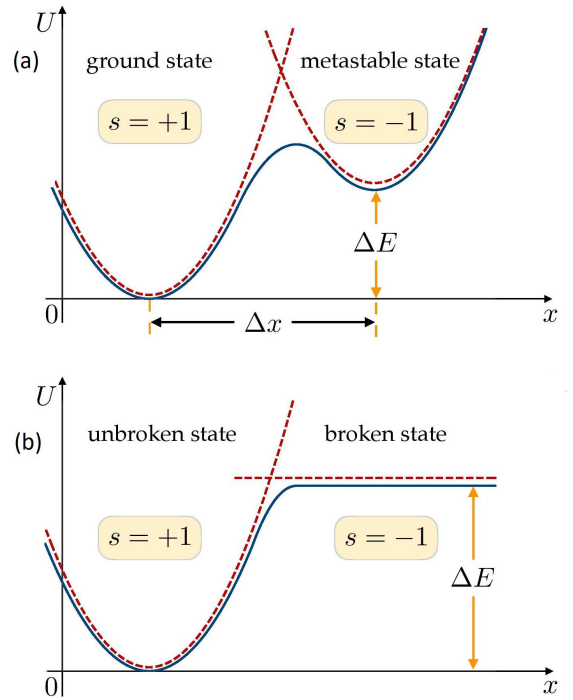 U
(a)
ground state
metastable state
s = +1
s = −1
ΔE
0
Δx
x
U
(b)
unbroken state
broken state
s = +1
s = −1
ΔE
0
x